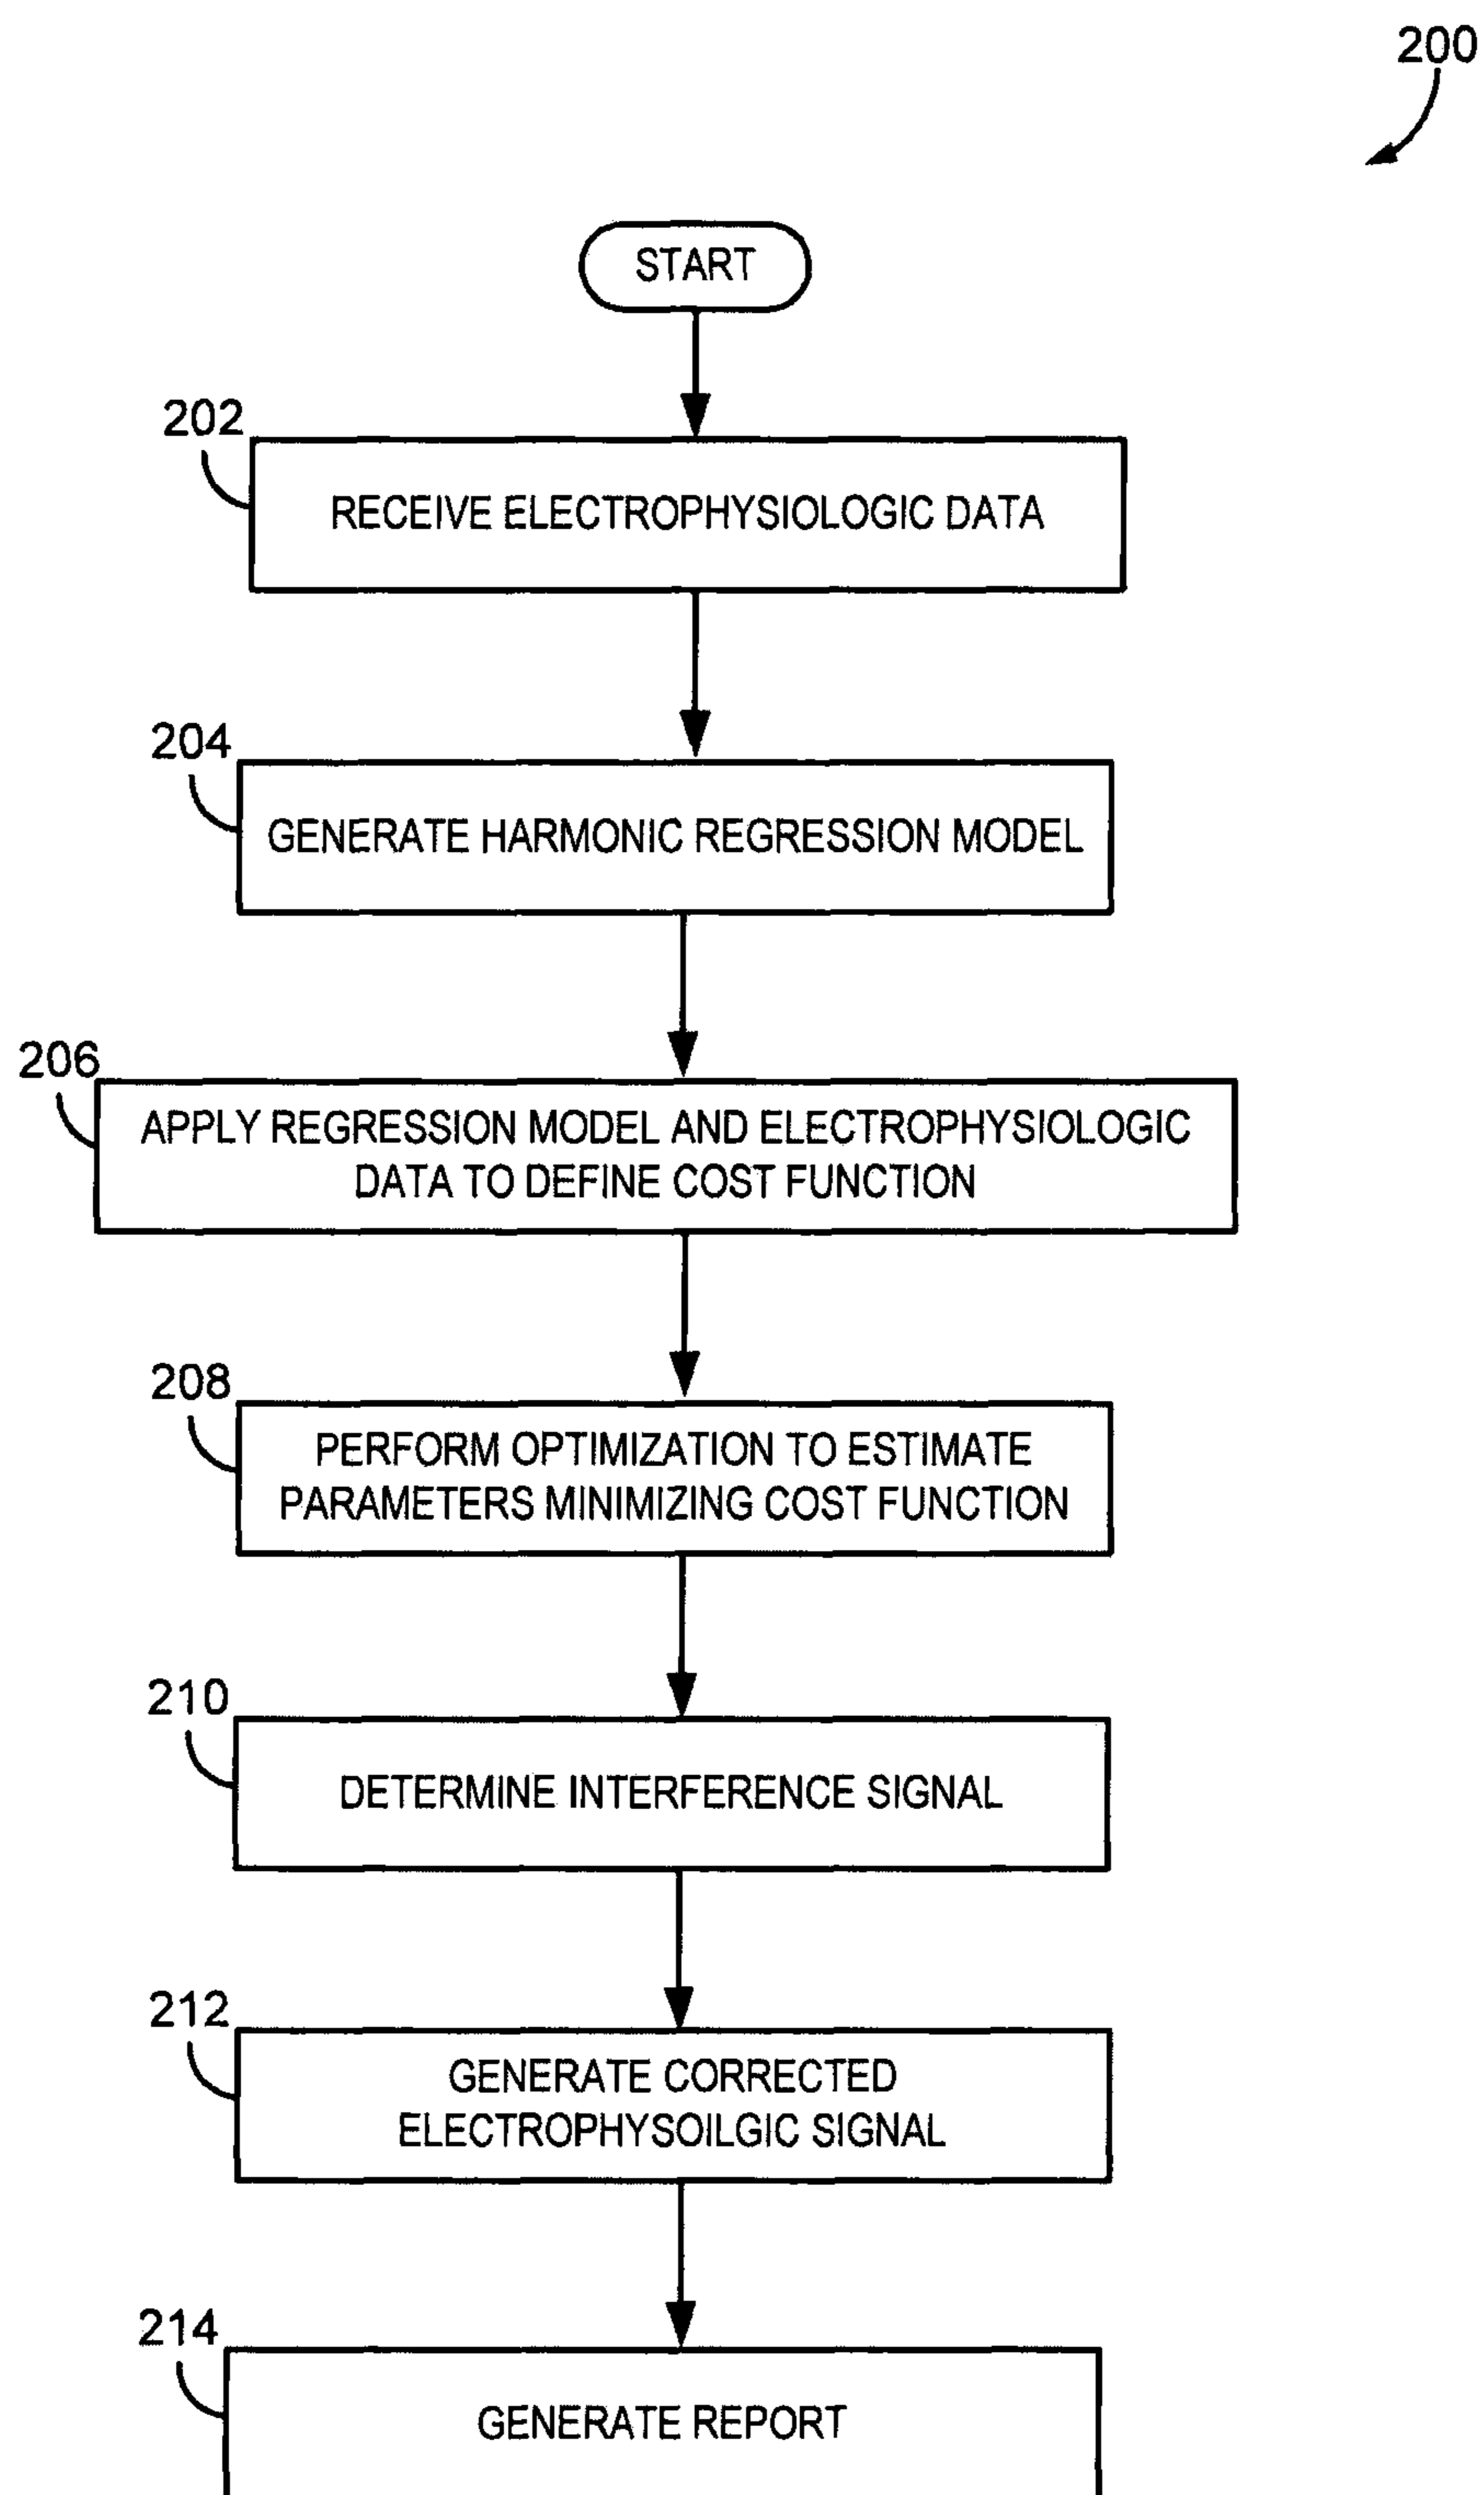 200
START
202
RECEIVE ELECTROPHYSIOLOGIC DATA
204
GENERATE HARMONIC REGRESSION MODEL
206
APPLY REGRESSION MODEL AND ELECTROPHYSIOLOGIC
DATA TO DEFINE COST FUNCTION
208
PERFORM OPTIMIZATION TO ESTIMATE
PARAMETERS MINIMIZING COST FUNCTION
210
DETERMINE INTERFERENCE SIGNAL
212
GENERATE CORRECTED
ELECTROPHYSOILGIC SIGNAL
214
GENERATE REPORT